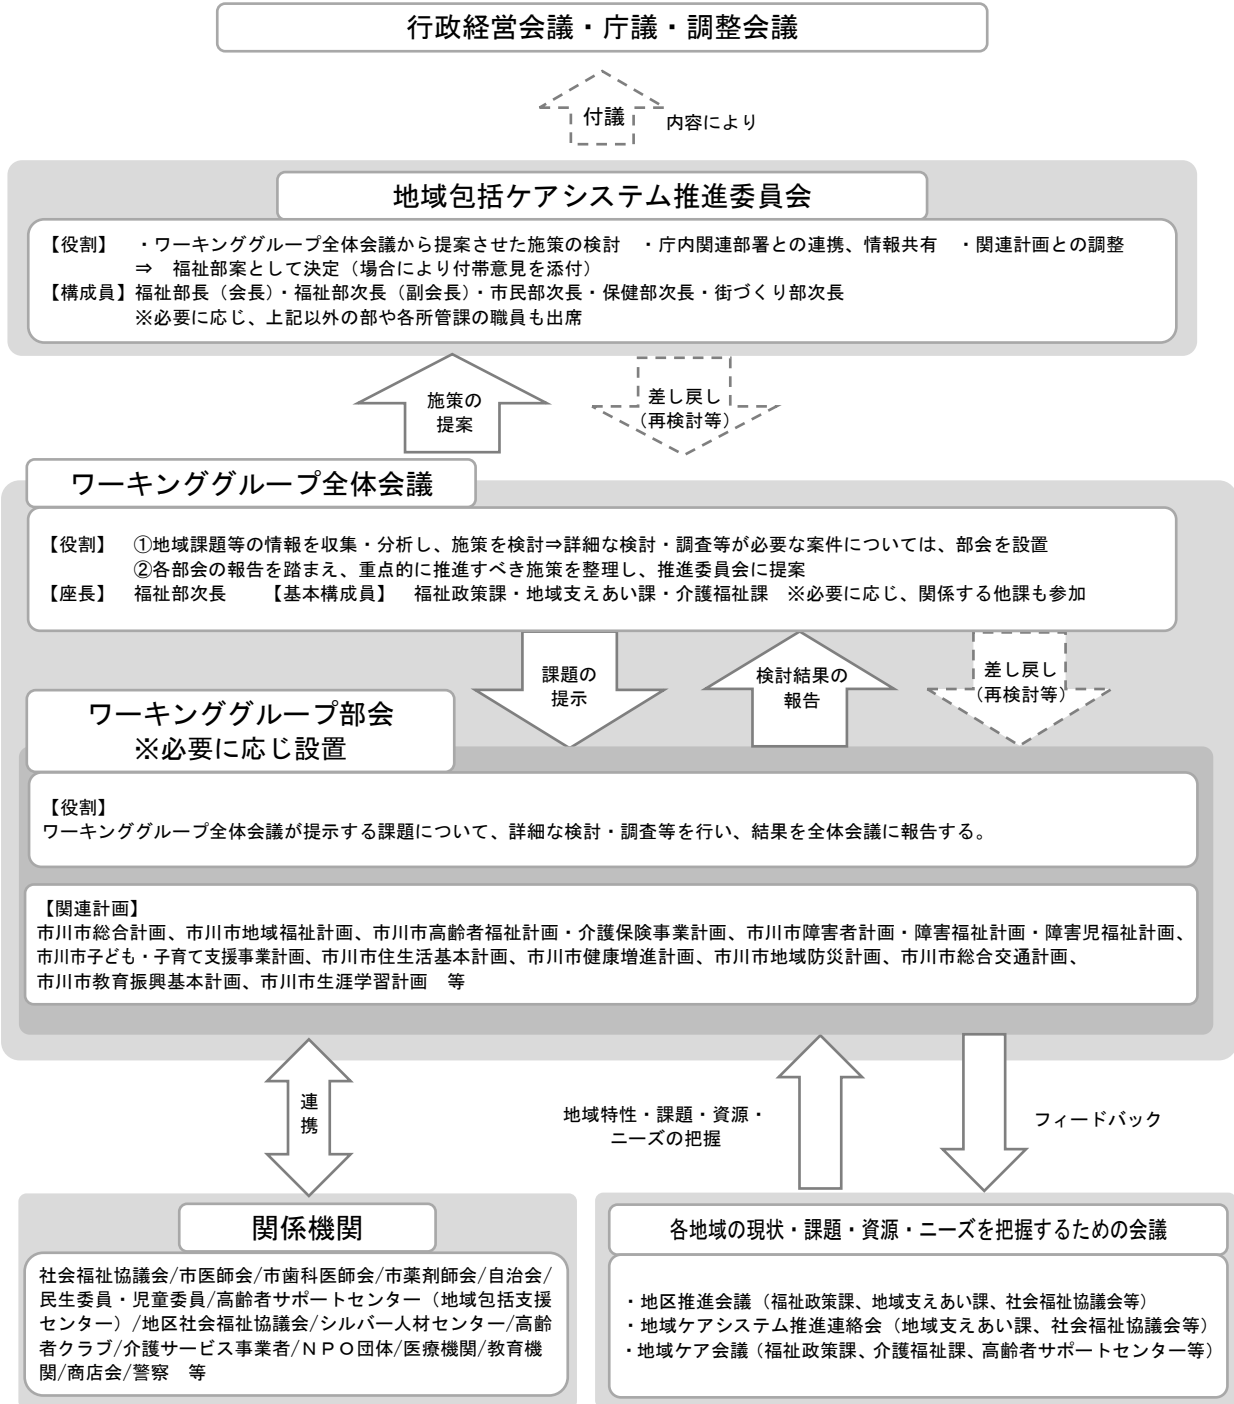 行政経営会議・庁議・調整会議
付議
内容により
地域包括ケアシステム推進委員会
【役割】　・ワーキンググループ全体会議から提案させた施策の検討　・庁内関連部署との連携、情報共有　・関連計画との調整
⇒　福祉部案として決定（場合により付帯意見を添付）
【構成員】福祉部長（会長）・福祉部次長（副会長）・市民部次長・保健部次長・街づくり部次長
※必要に応じ、上記以外の部や各所管課の職員も出席
施策の
提案
差し戻し
（再検討等）
ワーキンググループ全体会議
【役割】　①地域課題等の情報を収集・分析し、施策を検討⇒詳細な検討・調査等が必要な案件については、部会を設置
②各部会の報告を踏まえ、重点的に推進すべき施策を整理し、推進委員会に提案
【座長】　福祉部次長　　【基本構成員】　福祉政策課・地域支えあい課・介護福祉課　※必要に応じ、関係する他課も参加
課題の
提示
検討結果の
報告
差し戻し
（再検討等）
ワーキンググループ部会
※必要に応じ設置
【役割】
ワーキンググループ全体会議が提示する課題について、詳細な検討・調査等を行い、結果を全体会議に報告する。
【関連計画】
市川市総合計画、市川市地域福祉計画、市川市高齢者福祉計画・介護保険事業計画、市川市障害者計画・障害福祉計画・障害児福祉計画、
市川市子ども・子育て支援事業計画、市川市住生活基本計画、市川市健康増進計画、市川市地域防災計画、市川市総合交通計画、
市川市教育振興基本計画、市川市生涯学習計画　等
連
携
地域特性・課題・資源・
ニーズの把握
フィードバック
関係機関
社会福祉協議会/市医師会/市歯科医師会/市薬剤師会/自治会/
民生委員・児童委員/高齢者サポートセンター（地域包括支援
センター）/地区社会福祉協議会/シルバー人材センター/高齢
者クラブ/介護サービス事業者/ＮＰＯ団体/医療機関/教育機
関/商店会/警察　等
各地域の現状・課題・資源・ニーズを把握するための会議
・地区推進会議（福祉政策課、地域支えあい課、社会福祉協議会等）
・地域ケアシステム推進連絡会（地域支えあい課、社会福祉協議会等）
・地域ケア会議（福祉政策課、介護福祉課、高齢者サポートセンター等）